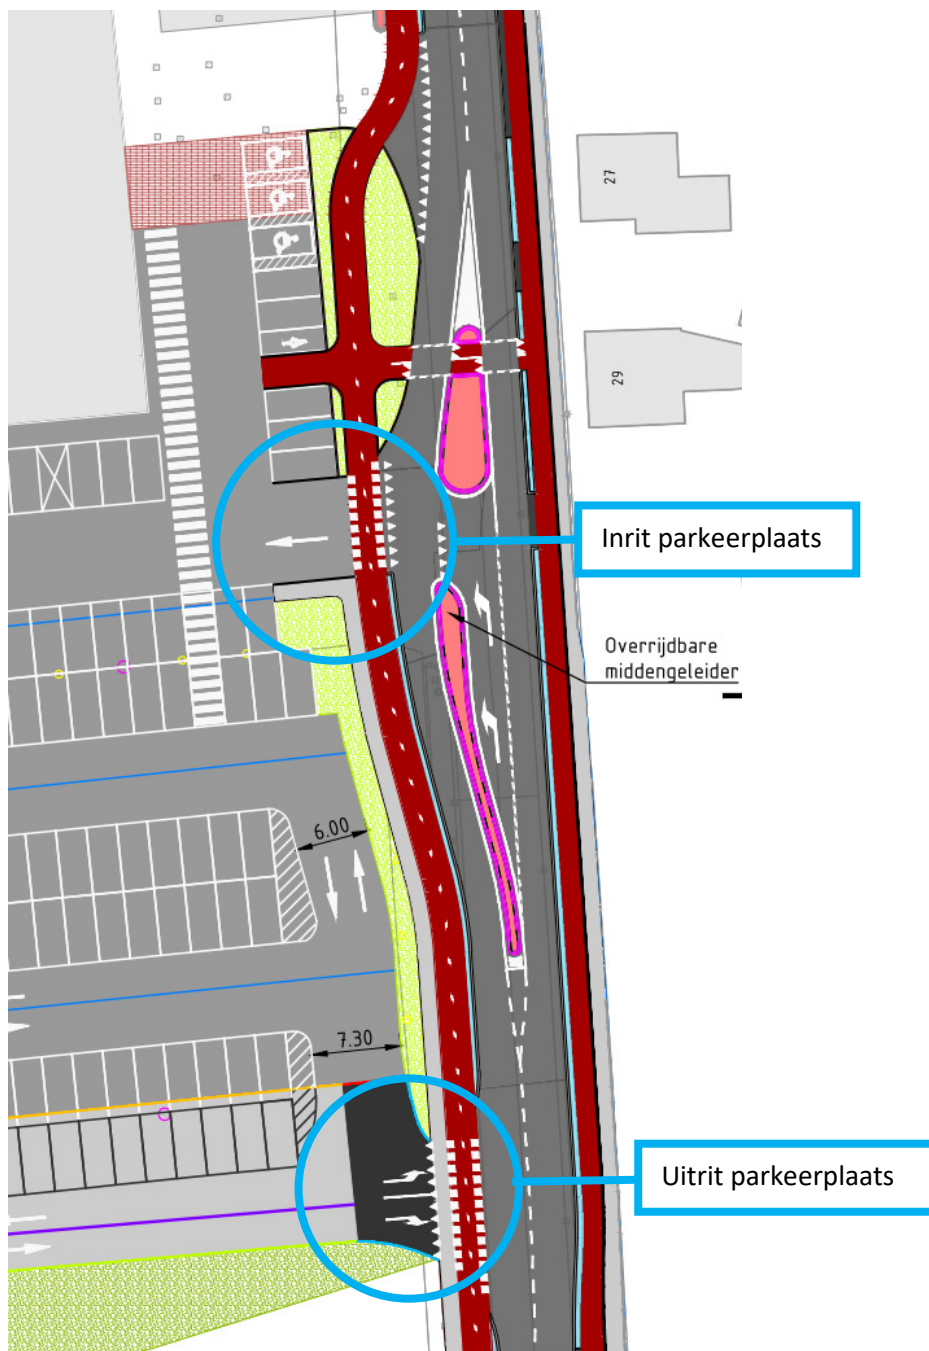 27
29
Inrit parkeerplaats
Overrijdbare
middengeleider
6.00
7.30
Uitrit parkeerplaats